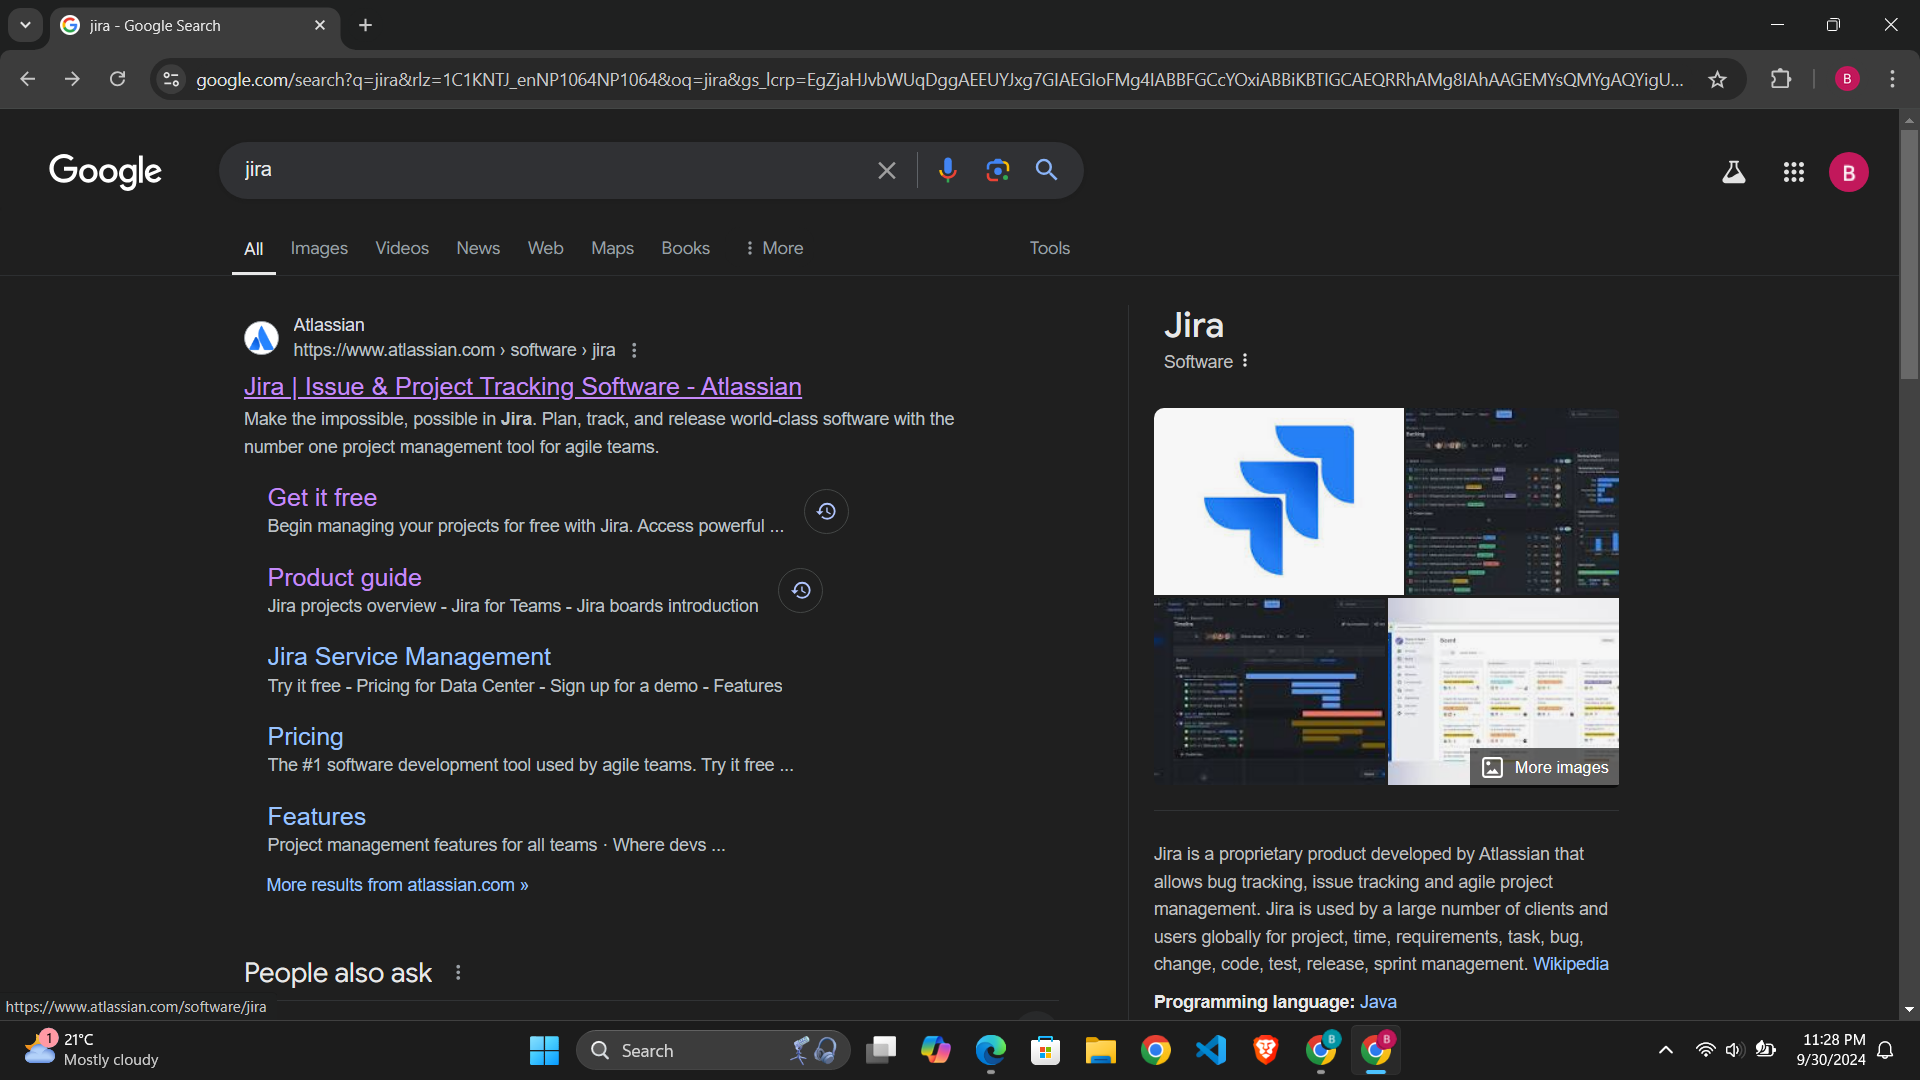 jira - Google Search
google.com/search?q=jira&rlz=1C1KNTJ_enNP1064NP1064&oq=jira&gs_lcrp=EgZjaHJvbWUqDggAEEUYJxg7GIAEGIoFMg4IABBFGCcYOxiABBiKBTIGCAEQRRhAMg8IAhAAGEMYsQMYgAQYigU...
B
Google
jira
B
All
Images
Videos
News
Web
Maps
Books
More
Tools
Atlassian
https://www.atlassian.com › software › jira
Jira | Issue & Project Tracking Software - Atlassian
Make the impossible, possible in Jira. Plan, track, and release world-class software with the
number one project management tool for agile teams.
Get it free
Begin managing your projects for free with Jira. Access powerful ...
Product guide
Jira projects overview - Jira for Teams - Jira boards introduction
Jira Service Management
Try it free - Pricing for Data Center - Sign up for a demo - Features
Pricing
The #1 software development tool used by agile teams. Try it free ...
Features
Project management features for all teams · Where devs ...
More results from atlassian.com »
People also ask
Jira
Software
More images
Jira is a proprietary product developed by Atlassian that
allows bug tracking, issue tracking and agile project
management. Jira is used by a large number of clients and
users globally for project, time, requirements, task, bug,
change, code, test, release, sprint management. Wikipedia
Programming language: Java
https://www.atlassian.com/software/jira
1
21°C
Mostly cloudy
Search
B
B
11:28 PM
9/30/2024